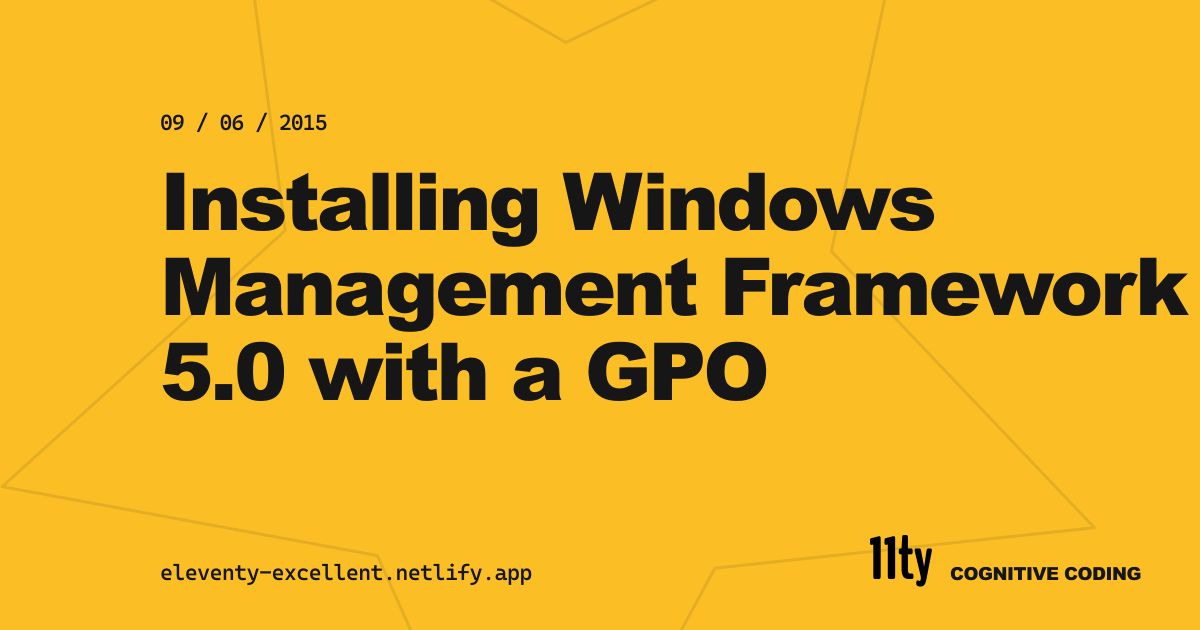 09 / 06 / 2015
Installing Windows
Management Framework
5.0 with a GPO
eleventy-excellent.netlify.app
11ty COGNITIVE CODING